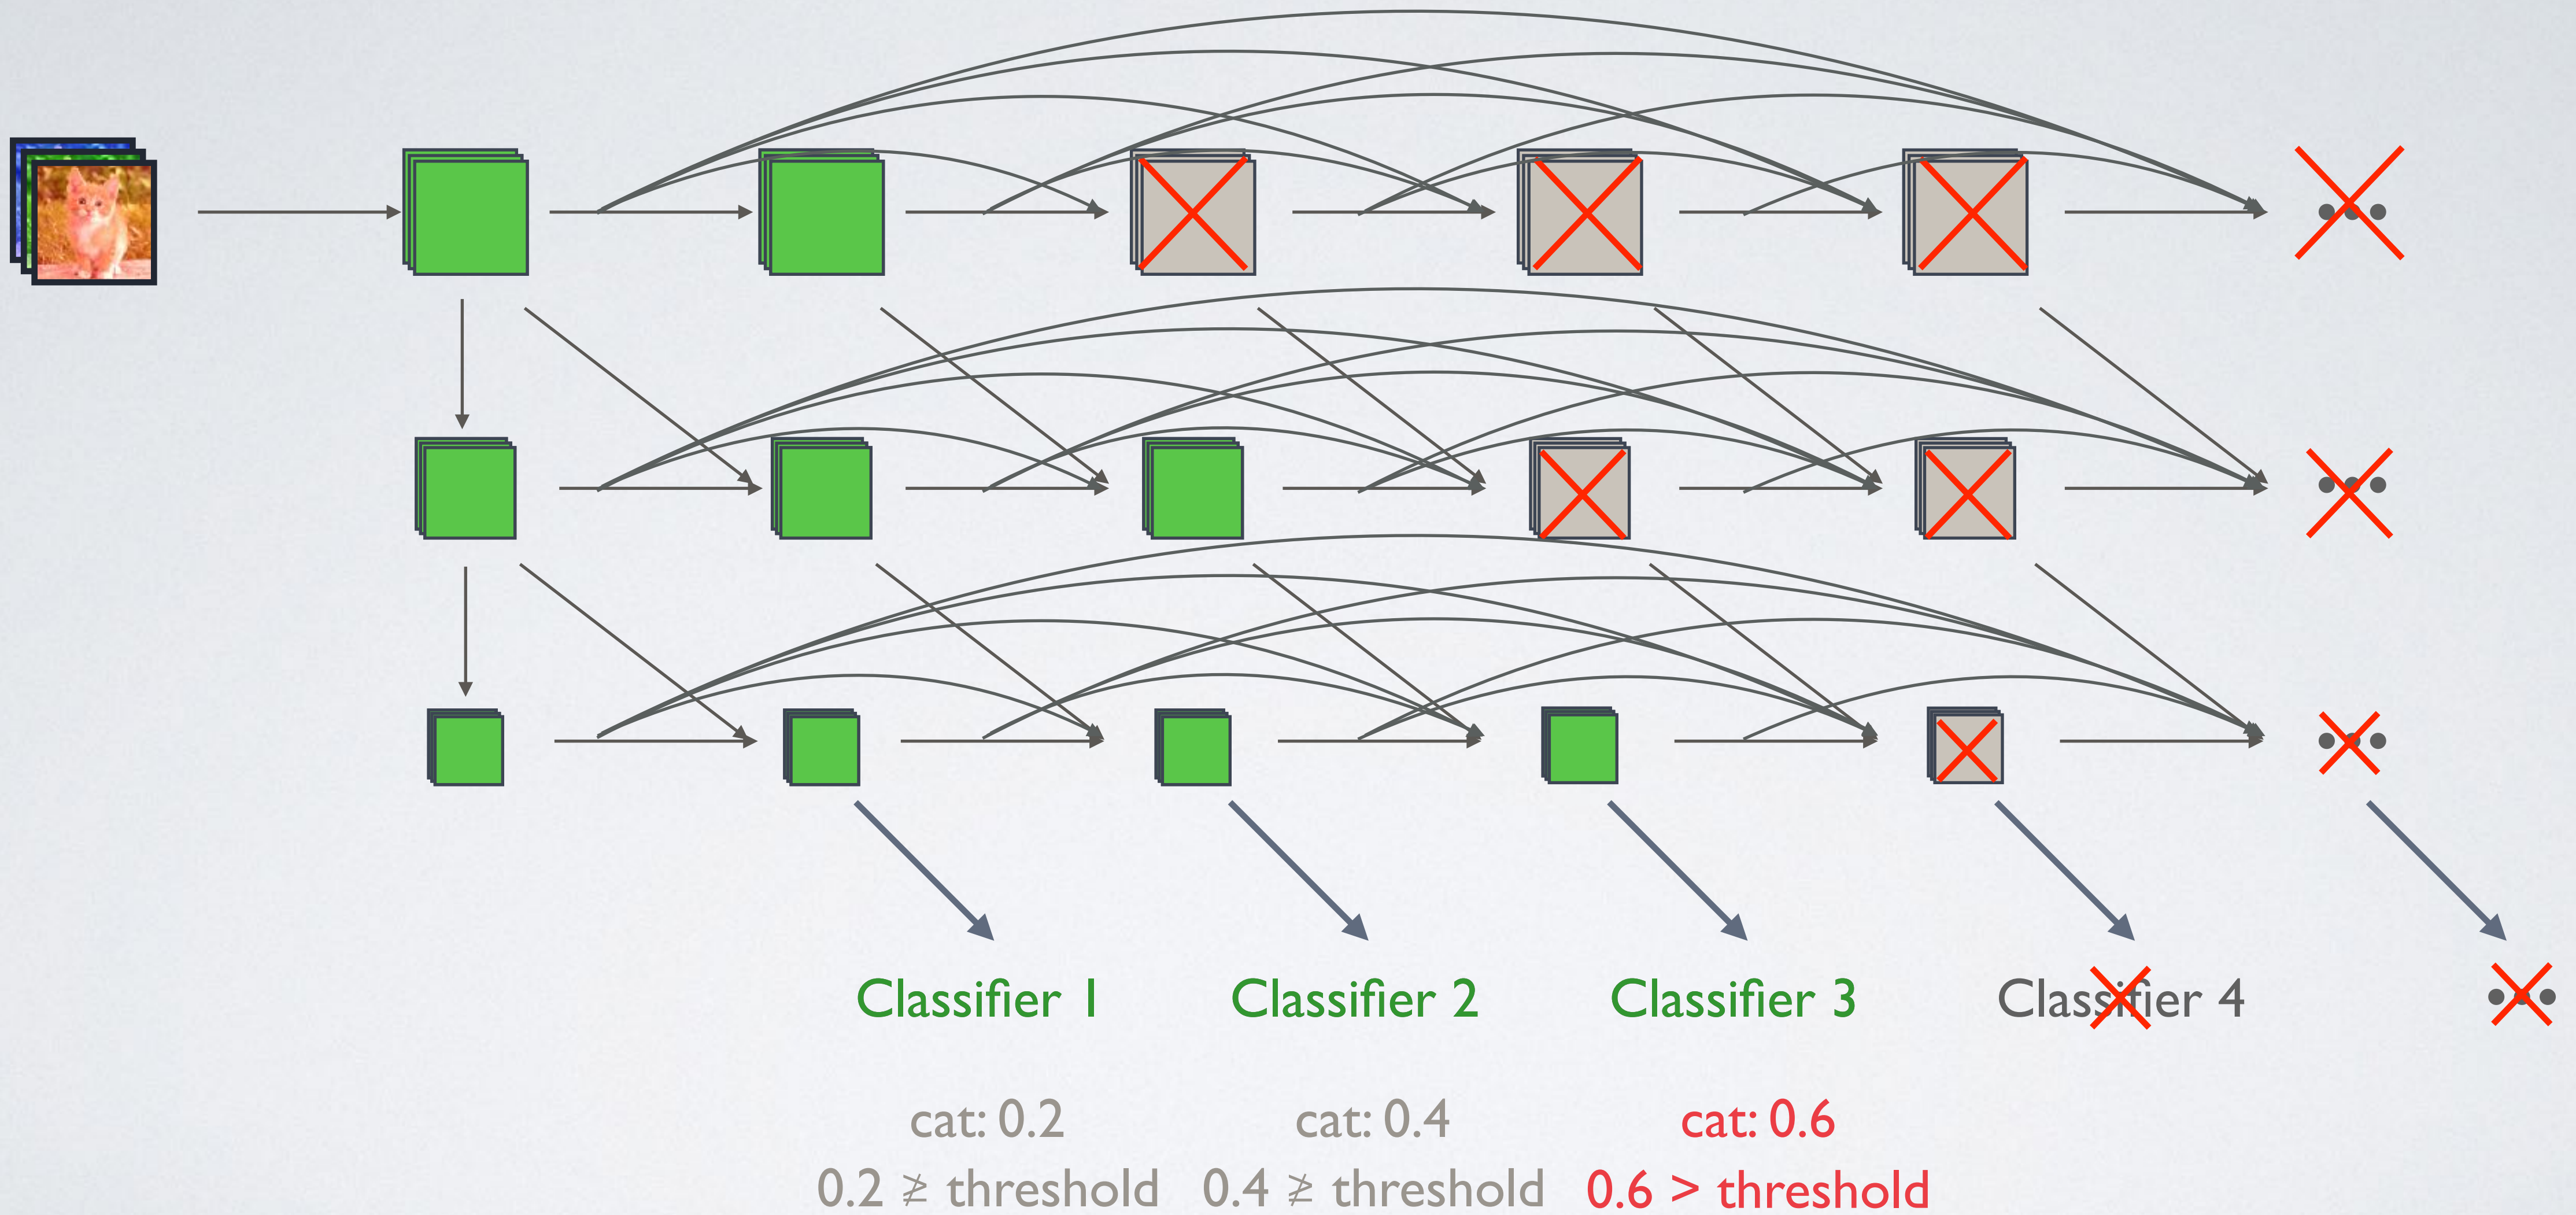 Classifier 1 Classifier 2 Classifier 3 Classifier 4
cat: 0.2 cat: 0.4 cat: 0.6
0.2 ≱ threshold 0.4 ≱ threshold 0.6 > threshold